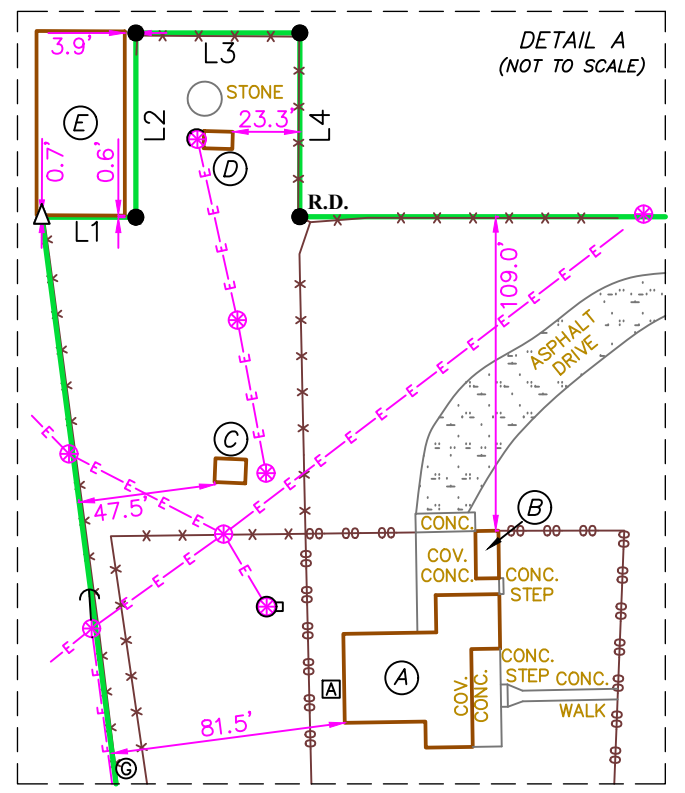 DETAIL A
(NOT TO SCALE)
3.9'
L3
STONE
E
L2
23.3'
L4
0.7'
0.6'
D
R.D.
L1
E
E
E
E
109.0'
E
E
E
E
ASPHALT
DRIVE
E
E
E
E
E
E
C
E
E
E
E
47.5'
E
E
E
B
CONC.
COV.
CONC.
CONC.
STEP
E
E
E
E
E
A
A
CONC.
STEP
CONC.
WALK
COV.
CONC.
81.5'
E
E
G